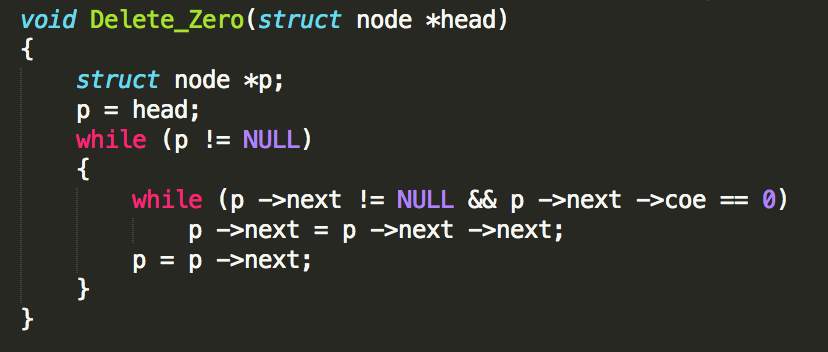 void Delete_Zero(struct node *head)
{
    struct node *p;
    p = head;
    while (p != NULL)
    {
        while (p ->next != NULL && p ->next ->coe == 0)
            p ->next = p ->next ->next;
        p = p ->next;
    }
}